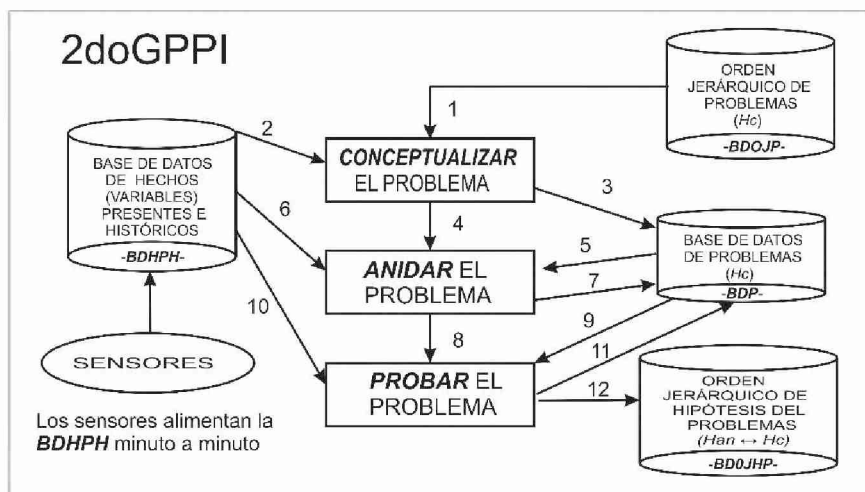 2doGPPI
ORDEN
JERÁRQUICO DE
PROBLEMAS
(Hc)
-BDOJP-
1
2
BASE DE DATOS
DE HECHOS
(VARIABLES)
PRESENTES E
HISTÓRICOS
-BDHPH-
CONCEPTUALIZAR
EL PROBLEMA
3
6
4
BASE DE DATOS
DE PROBLEMAS
(Hc)
-BDP-
5
ANIDAR EL
PROBLEMA
7
10
9
8
11
SENSORES
PROBAR EL
PROBLEMA
12
ORDEN
JERÁRQUICO DE
HIPÓTESIS DEL
PROBLEMAS
(Han ↔ Hc)
-BD0JHP-
Los sensores alimentan la
BDHPH minuto a minuto